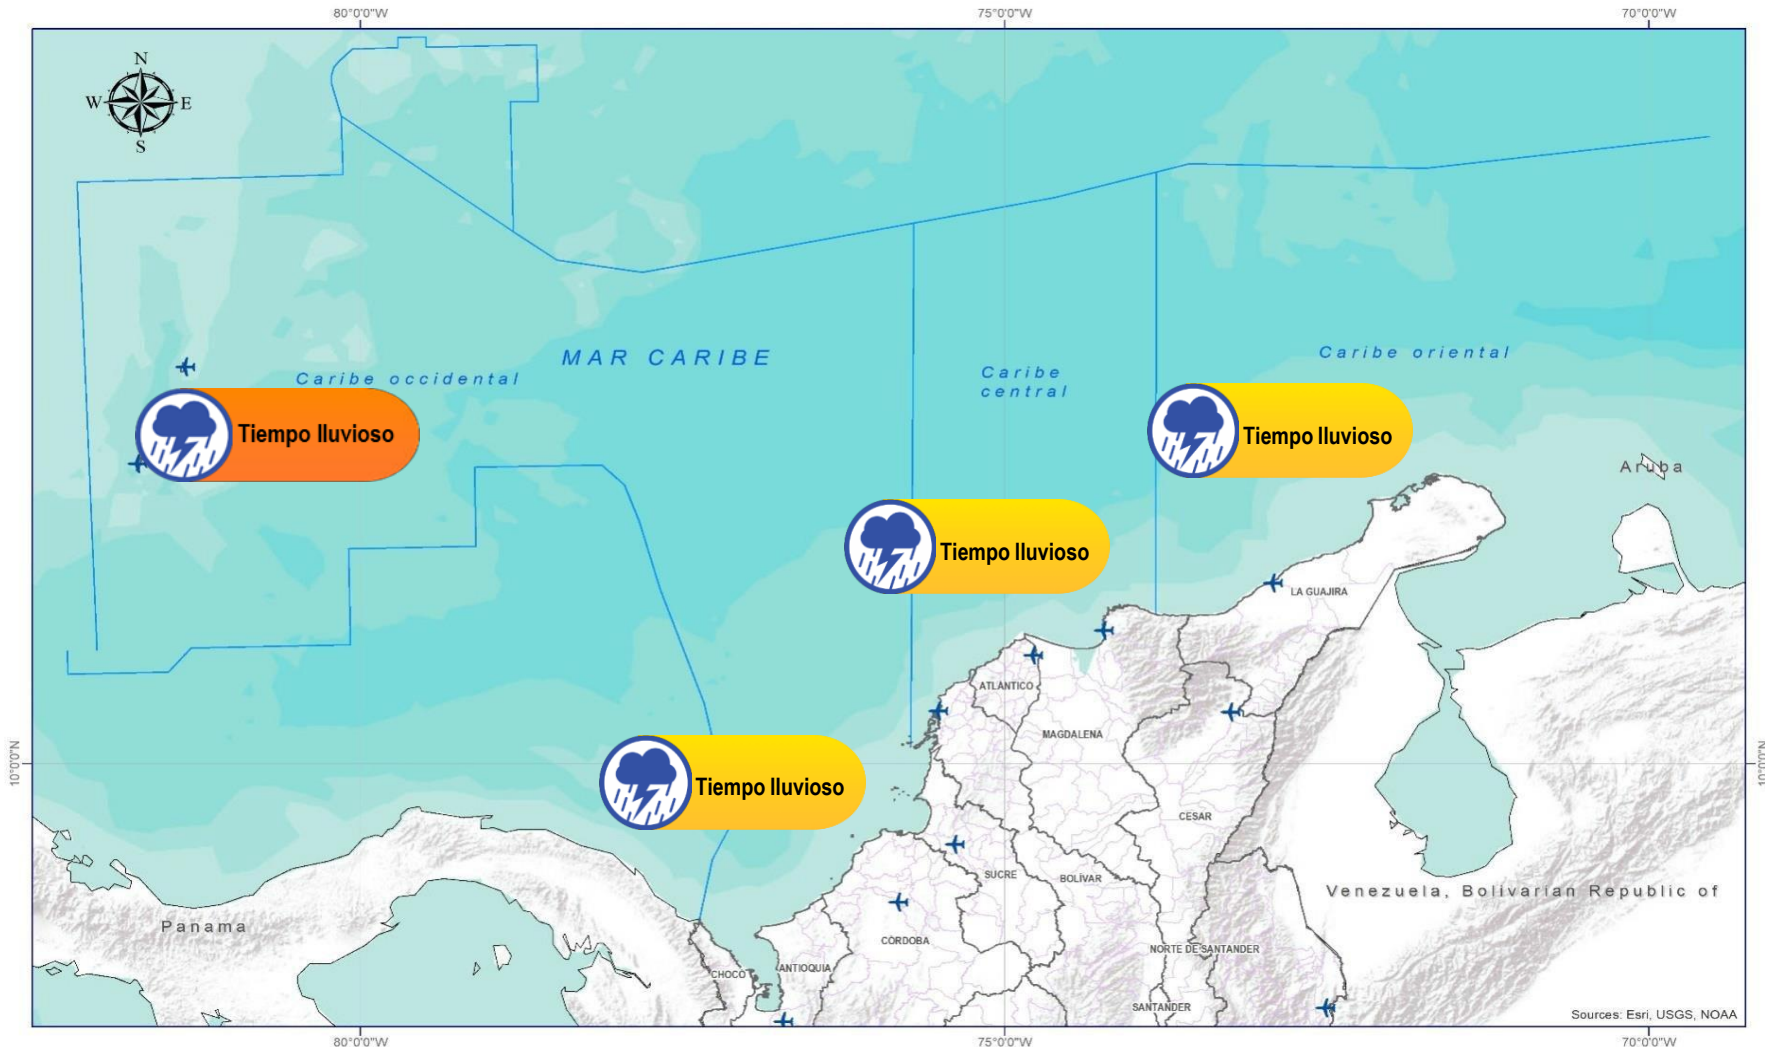 80°0'0"W
75°0'0"W
70°0'0"W
N
W
E
S
MAR CARIBE
Caribe oriental
Caribe occidental
Caribe
central
Tiempo lluvioso
Tiempo lluvioso
Aruba
Tiempo lluvioso
LA GUAJIRA
ATLANTICO
MAGDALENA
10°0'0"N
10°0'0"N
Tiempo lluvioso
CESAR
SUCRE
BOLÍVAR
Venezuela, Bolivarian Republic of
Panama
CÓRDOBA
NORTE DE SANTANDER
CHOCO
ANTIOQUIA
SANTANDER
Sources: Esri, USGS, NOAA
80°0'0"W
75°0'0"W
70°0'0"W